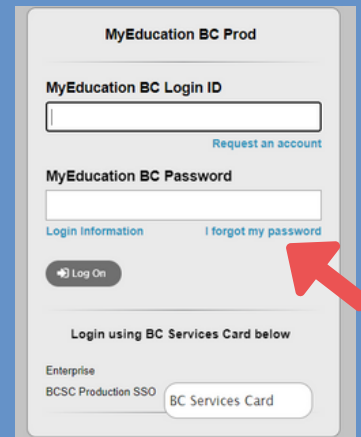 MyEducation BC Prod
MyEducation BC Login ID
Request an account
MyEducation BC Password
Login Information I forgot my password
Log On
Login using BC Services Card below
Enterprise
BCSC Production SSO BC Services Card